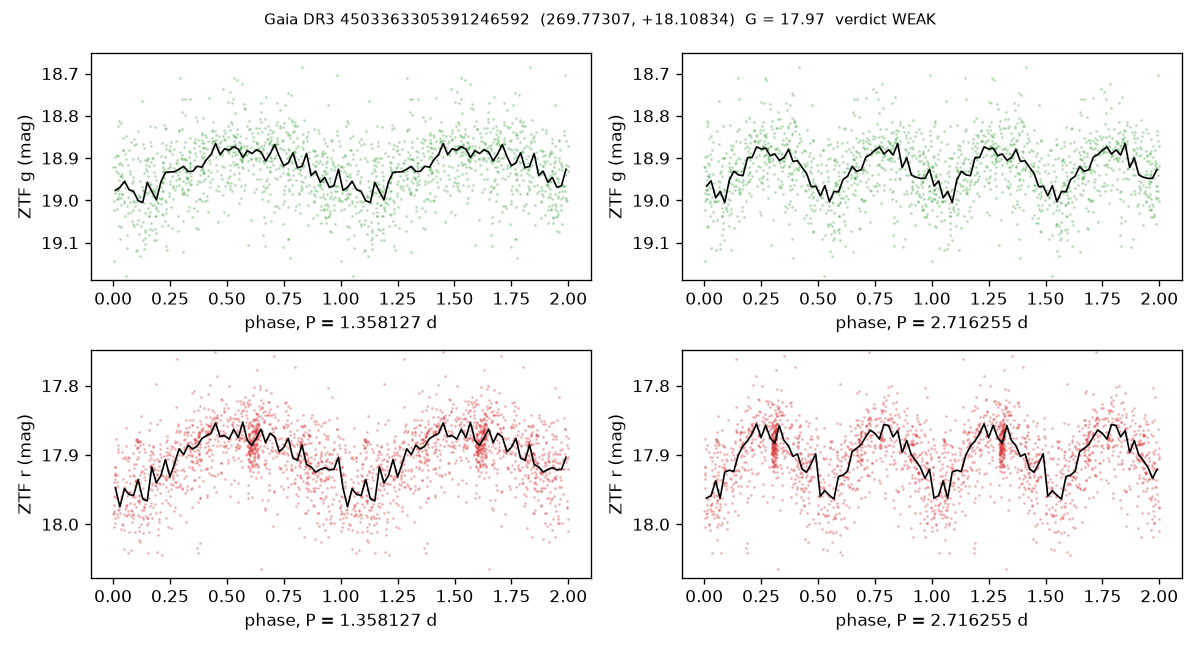 Gaia DR3 4503363305391246592 (269.77307, +18.10834) G = 17.97 verdict WEAK
ZTF g (mag)
18.7
18.8
18.9
19.0
19.1
0.00 0.25 0.50 0.75 1.00 1.25 1.50 1.75 2.00
phase, P = 1.358127 d
ZTF g (mag)
18.7
18.8
18.9
19.0
19.1
0.00 0.25 0.50 0.75 1.00 1.25 1.50 1.75 2.00
phase, P = 2.716255 d
ZTF r (mag)
17.8
17.9
18.0
0.00 0.25 0.50 0.75 1.00 1.25 1.50 1.75 2.00
phase, P = 1.358127 d
ZTF r (mag)
17.8
17.9
18.0
0.00 0.25 0.50 0.75 1.00 1.25 1.50 1.75 2.00
phase, P = 2.716255 d